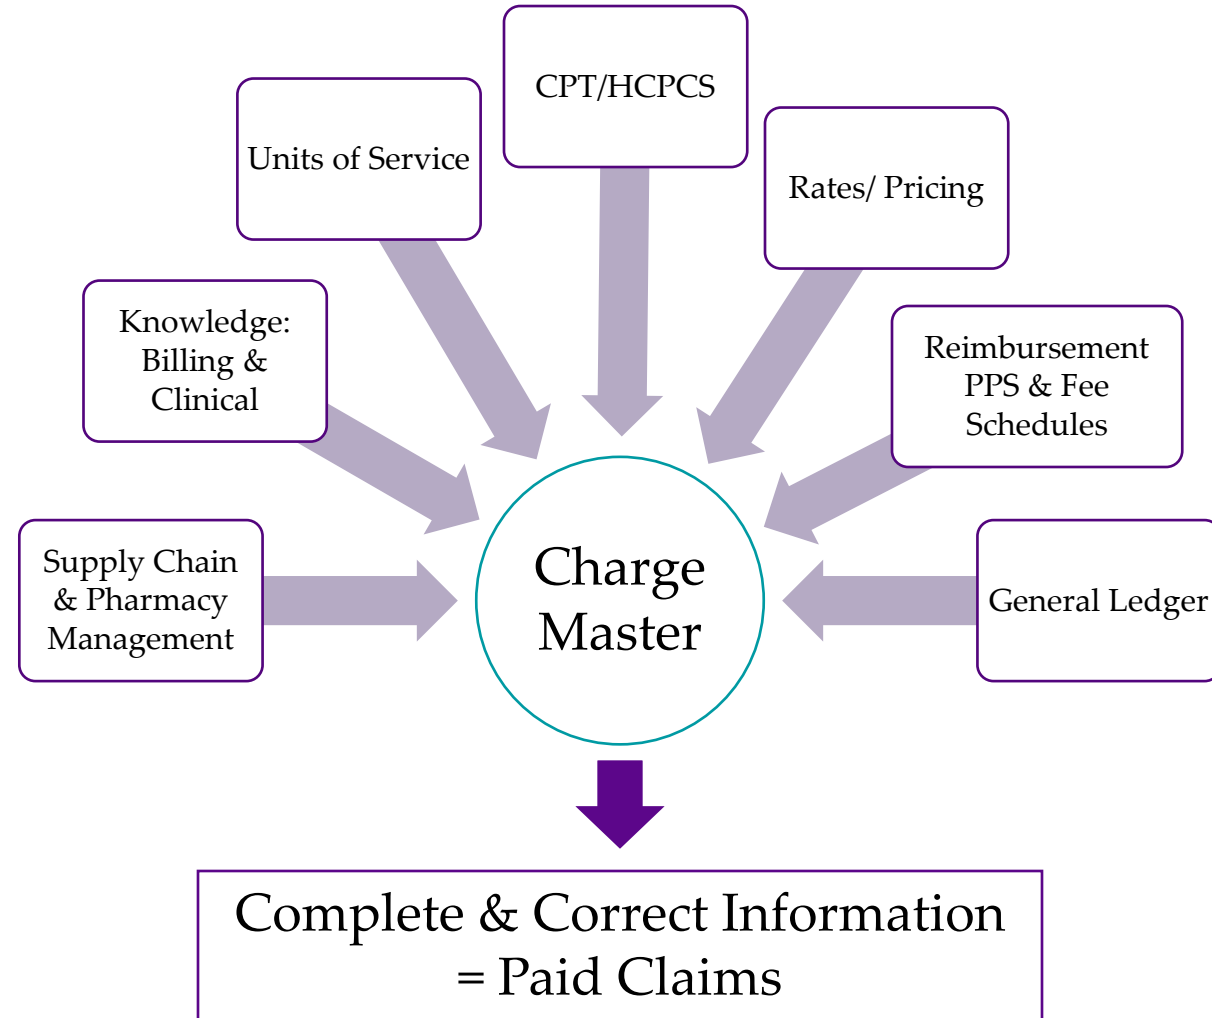 CPT/HCPCS
Units of Service
Rates/ Pricing
Knowledge:
Billing &
Clinical
Reimbursement
PPS & Fee
Schedules
Supply Chain
& Pharmacy
Management
Charge
Master
General Ledger
Complete & Correct Information
= Paid Claims